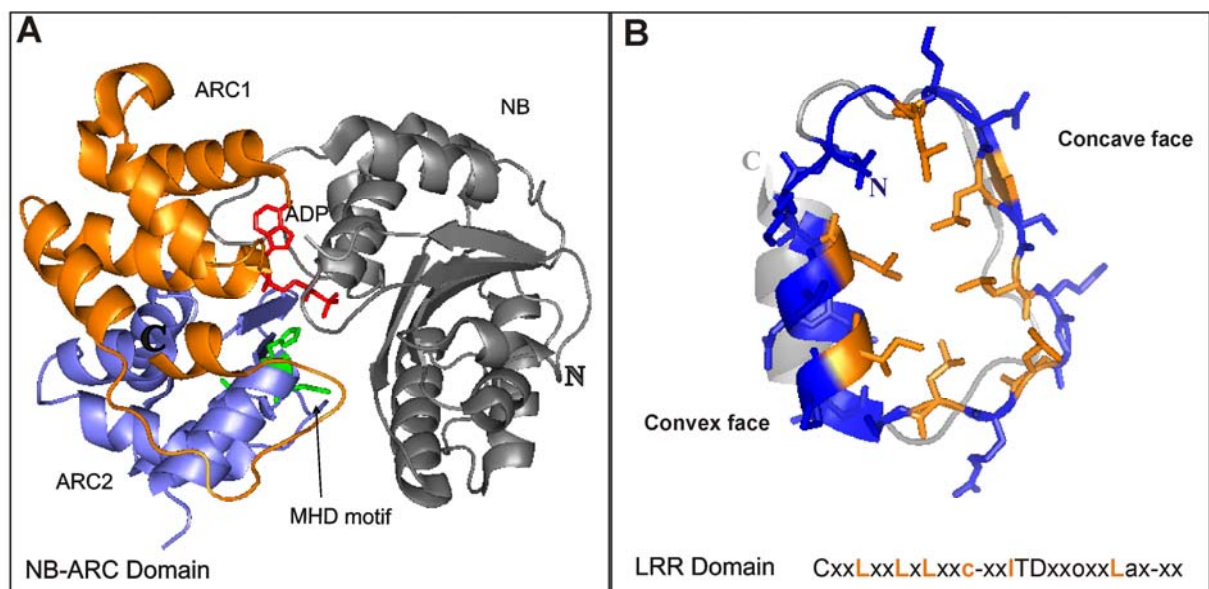 A
ARC1
NB
ADP
C
N
ARC2
MHD motif
NB-ARC Domain
B
Concave face
C
N
Convex face
LRR Domain CxxLxxLxLxxc-xxITDxxoxxLax-xx